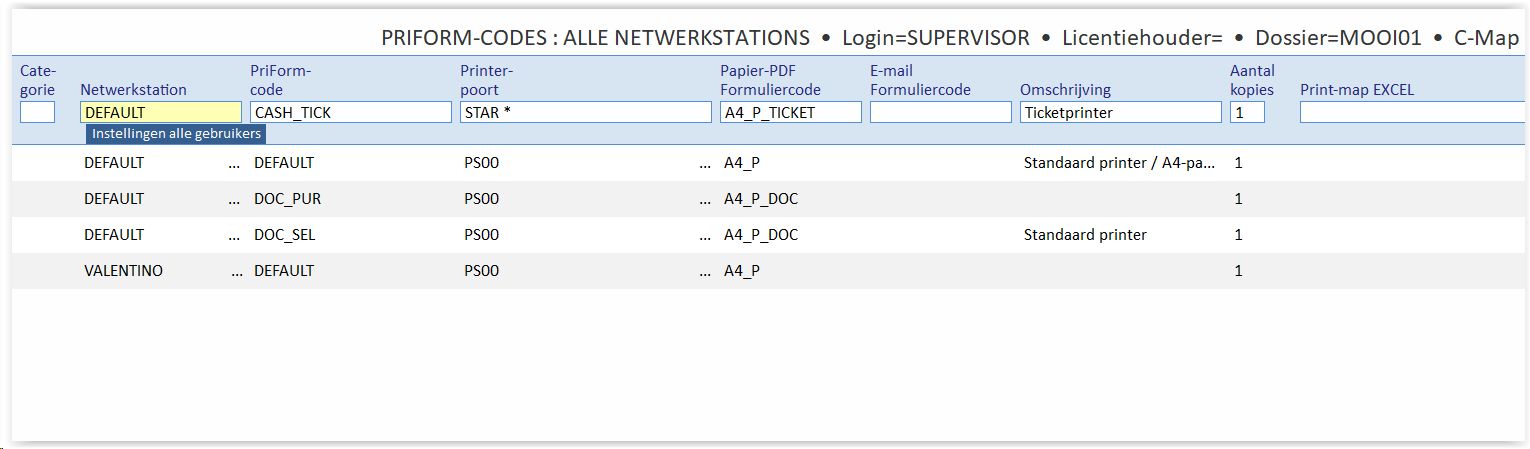 PRIFORM-CODES : ALLE NETWERKSTATIONS • Login=SUPERVISOR • Licentiehouder= • Dossier=MOOI01 • C-Map
Cate- PriForm- Printer- Papier-PDF E-mail Aantal
gorie Netwerkstation code poort Formuliercode Formuliercode Omschrijving kopies Print-map EXCEL
DEFAULT CASH_TICK STAR * A4_P_TICKET Ticketprinter 1
Instellingen alle gebruikers
DEFAULT ... DEFAULT PS00 ... A4_P Standaard printer / A4-pa... 1
DEFAULT ... DOC_PUR PS00 ... A4_P_DOC 1
DEFAULT ... DOC_SEL PS00 ... A4_P_DOC Standaard printer 1
VALENTINO ... DEFAULT PS00 ... A4_P 1